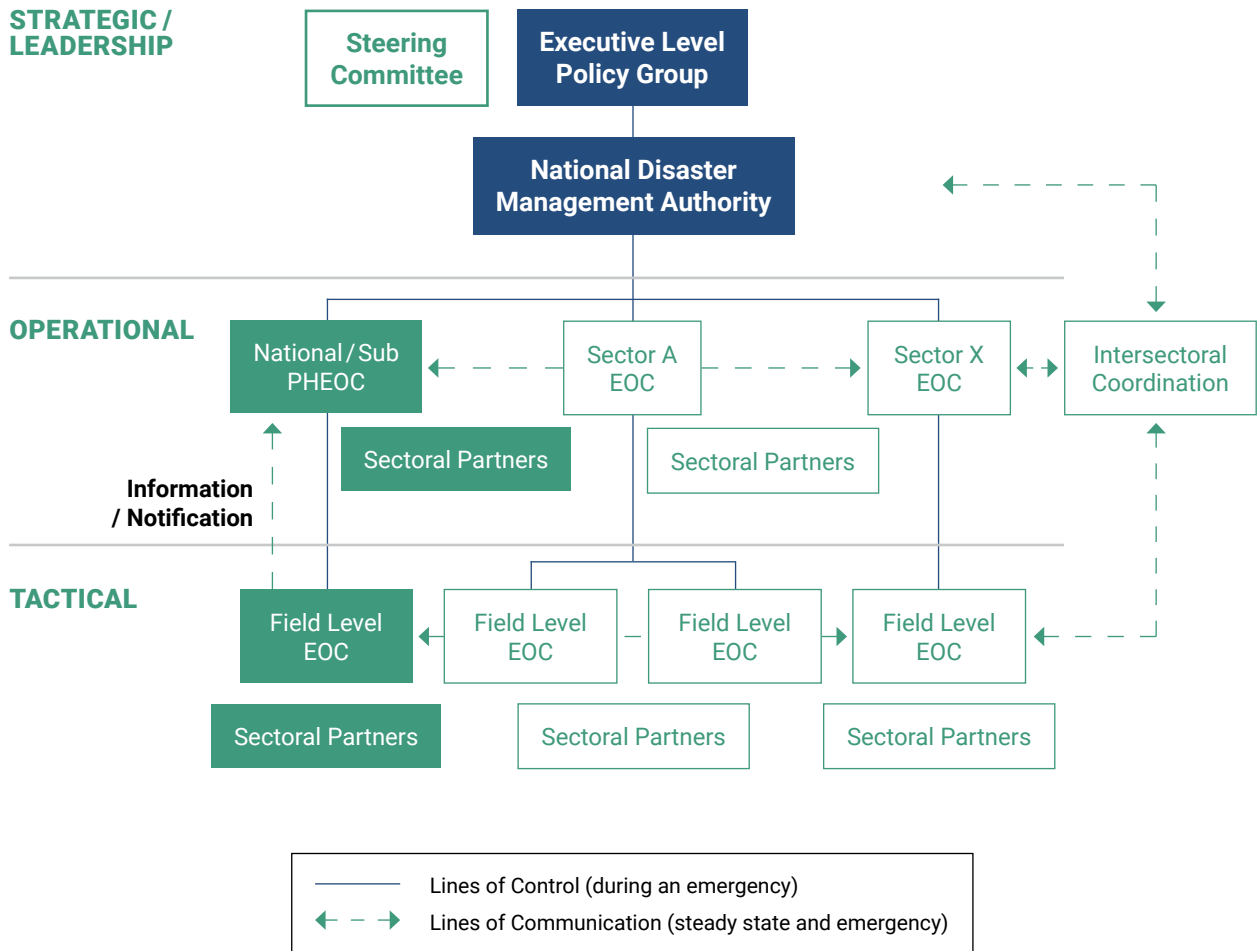 STRATEGIC /
LEADERSHIP
Steering
Committee
Executive Level
Policy Group
National Disaster
Management Authority
OPERATIONAL
National / Sub
PHEOC
Sector A
EOC
Sector X
EOC
Intersectoral
Coordination
Sectoral Partners
Sectoral Partners
Information
/ Notification
TACTICAL
Field Level
EOC
Field Level
EOC
Field Level
EOC
Field Level
EOC
Sectoral Partners
Sectoral Partners
Sectoral Partners
Lines of Control (during an emergency)
Lines of Communication (steady state and emergency)